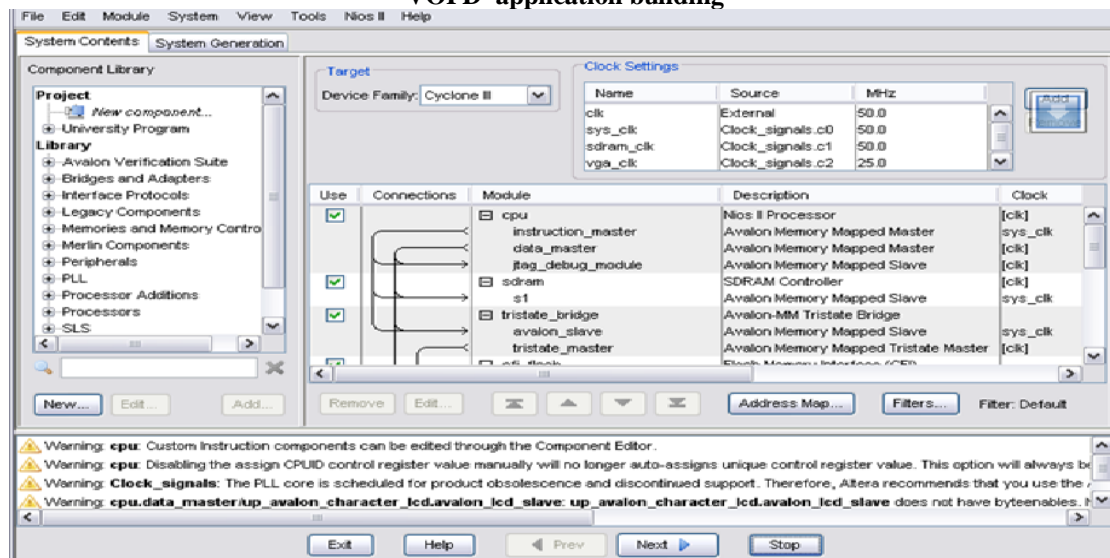 VOPD application building
File Edit Module System View Tools Nios II Help
System Contents System Generation
Component Library
Project
New component...
University Program
Library
Avalon Verification Suite
Bridges and Adapters
Interface Protocols
Legacy Components
Memories and Memory Contro
Merlin Components
Peripherals
PLL
Processor Additions
Processors
SLS
New... Edit... Add...
Target
Device Family: Cyclone III
Clock Settings
Name Source MHz
clk External 50.0
sys_clk Clock_signals.c0 50.0
sdram_clk Clock_signals.c1 50.0
vga_clk Clock_signals.c2 25.0
Add
Remove
Use Connections Module Description Clock
cpu Nios II Processor [clk]
instruction_master Avalon Memory Mapped Master sys_clk
data_master Avalon Memory Mapped Master [clk]
jtag_debug_module Avalon Memory Mapped Slave [clk]
sdram SDRAM Controller [clk]
s1 Avalon Memory Mapped Slave sys_clk
tristate_bridge Avalon-MM Tristate Bridge
avalon_slave Avalon Memory Mapped Slave sys_clk
tristate_master Avalon Memory Mapped Tristate Master [clk]
cfi_flash Flash Memory Interface (CFI)
Remove Edit... Address Map... Filters... Filter: Default
Warning: cpu: Custom Instruction components can be edited through the Component Editor.
Warning: cpu: Disabling the assign CPUID control register value manually will no longer auto-assigns unique control register value. This option will always be
Warning: Clock_signals: The PLL core is scheduled for product obsolescence and discontinued support. Therefore, Altera recommends that you use the
Warning: cpu.data_master/up_avalon_character_lcd.avalon_lcd_slave: up_avalon_character_lcd.avalon_lcd_slave does not have byteenables.
Exit Help Prev Next Stop